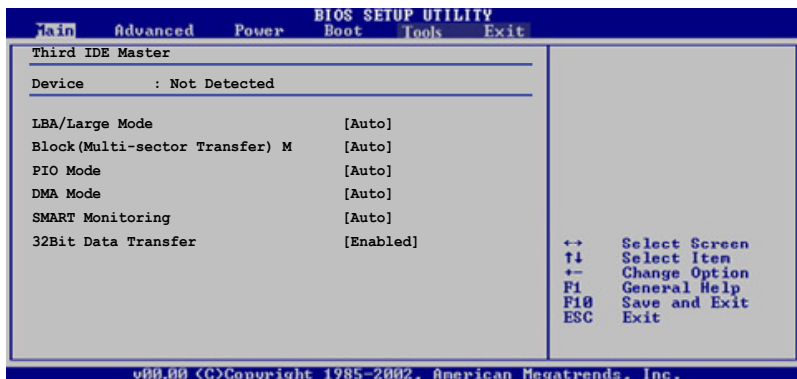 BIOS SETUP UTILITY
Main Advanced Power Boot Tools Exit
Third IDE Master
Device : Not Detected
LBA/Large Mode [Auto]
Block(Multi-sector Transfer) M [Auto]
PIO Mode [Auto]
DMA Mode [Auto]
SMART Monitoring [Auto]
32Bit Data Transfer [Enabled]
↔ Select Screen
↑↓ Select Item
+- Change Option
F1 General Help
F10 Save and Exit
ESC Exit
v00.00 (C)Copyright 1985-2002, American Megatrends, Inc.